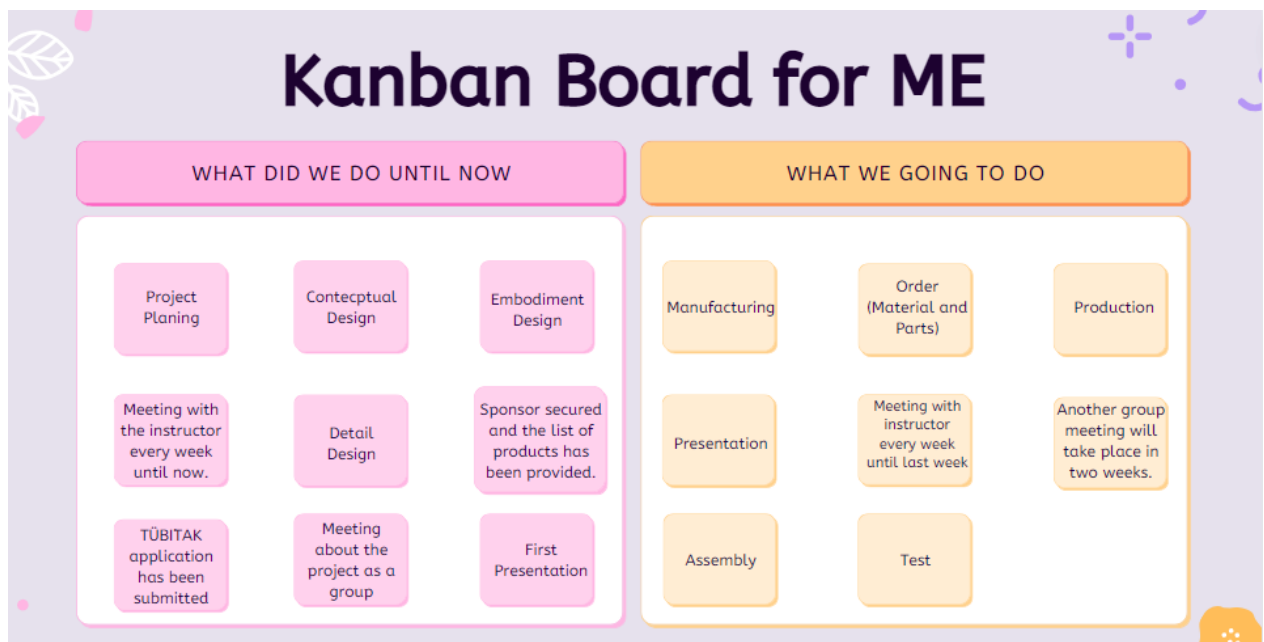 Kanban Board for ME
WHAT DID WE DO UNTIL NOW
Project
Planing
Contecptual
Design
Embodiment
Design
Meeting with
the instructor
every week
until now.
Detail
Design
Sponsor secured
and the list of
products has
been provided.
TÜBITAK
application
has been
submitted
Meeting
about the
project as a
group
First
Presentation
WHAT WE GOING TO DO
Manufacturing
Order
(Material and
Parts)
Production
Presentation
Meeting with
instructor
every week
until last week
Another group
meeting will
take place in
two weeks.
Assembly
Test